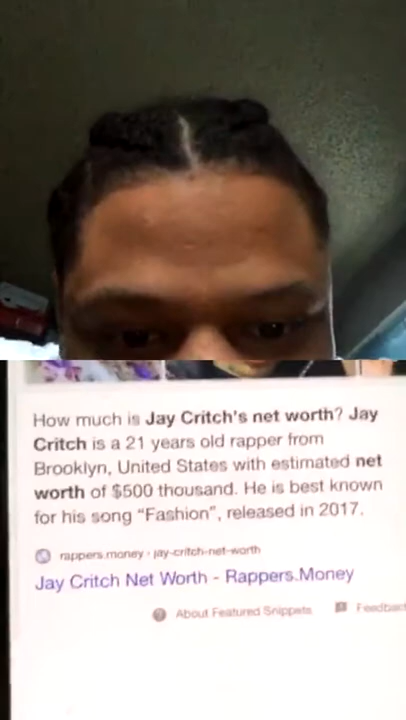 How much is Jay Critch's net worth? Jay
Critch is a 21 years old rapper from
Brooklyn, United States with estimated net
worth of $500 thousand. He is best known
for his song “Fashion”, released in 2017.
rappers.money › jay-critch-net-worth
Jay Critch Net Worth - Rappers.Money
About Featured Snippets
Feedback